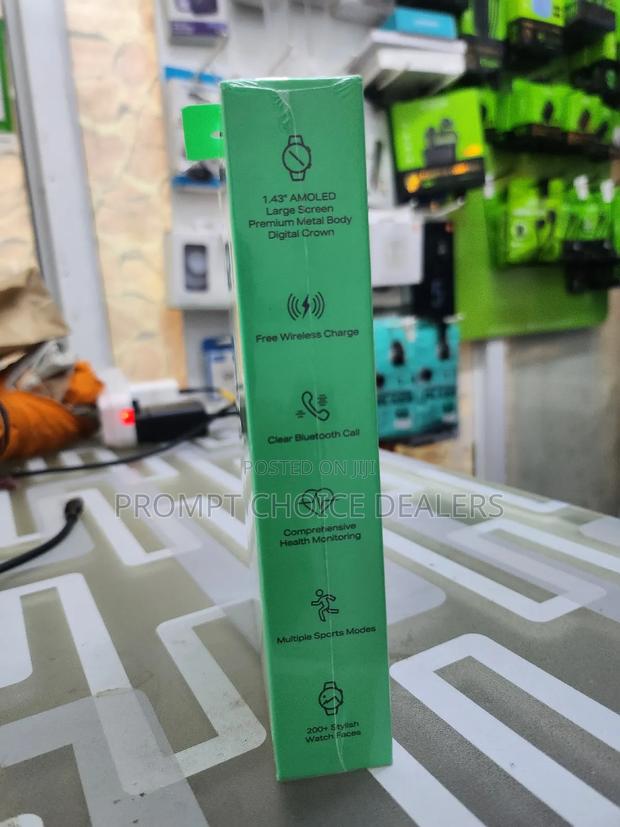 1.43" AMOLED
Large Screen
Premium Metal Body
Digital Crown
Free Wireless Charge
Clear Bluetooth Call
POSTED ON JIJI
PROMPT CHOICE DEALERS
Comprehensive
Health Monitoring
Multiple Sports Modes
200+ Stylish
Watch Faces